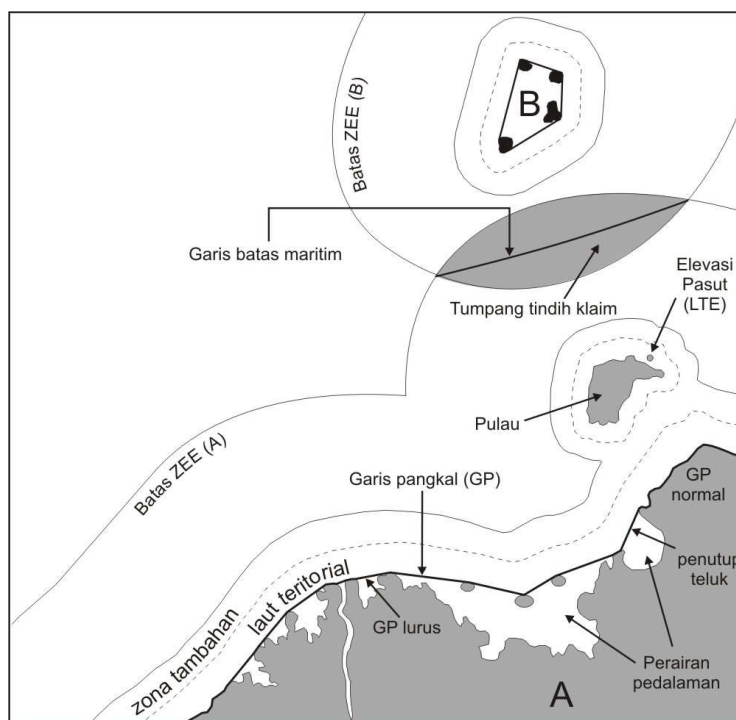 B
Batas ZEE (B)
Garis batas maritim
Tumpang tindih klaim
Elevasi
Pasut
(LTE)
Pulau
Batas ZEE (A)
Garis pangkal (GP)
GP
normal
penutup
teluk
laut teritorial
zona tambahan
GP lurus
Perairan
pedalaman
A